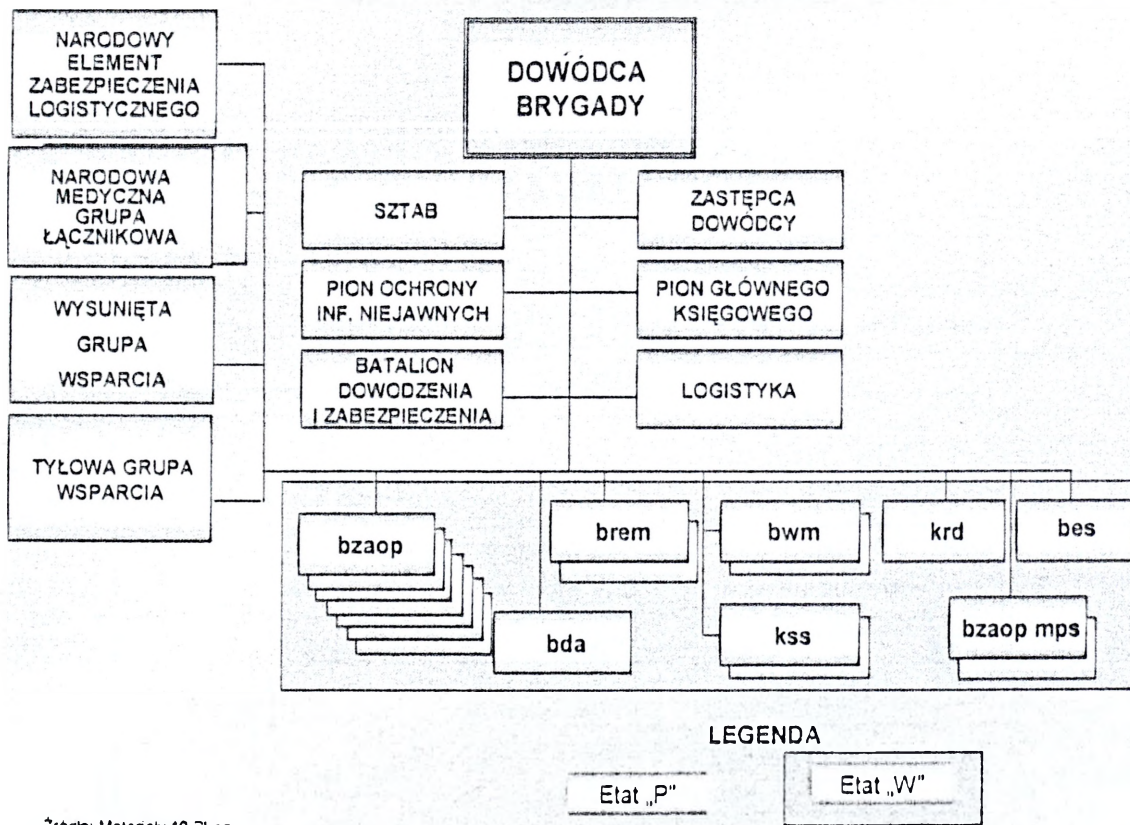 NARODOWY
ELEMENT
ZABEZPIECZENIA
LOGISTYCZNEGO
NARODOWA
MEDYCZNA
GRUPA
ŁĄCZNIKOWA
WYSUNIĘTA
GRUPA
WSPARCIA
TYŁOWA GRUPA
WSPARCIA
DOWÓDCA
BRYGADY
SZTAB
ZASTĘPCA
DOWÓDCY
PION OCHRONY
INF. NIEJAWNYCH
PION GŁÓWNEGO
KSIĘGOWEGO
BATALION
DOWODZENIA
I ZABEZPIECZENIA
LOGISTYKA
bzaop
brem
bwm
krd
bes
bda
kss
bzaop mps
LEGENDA
Etat „P"
Etat „W"